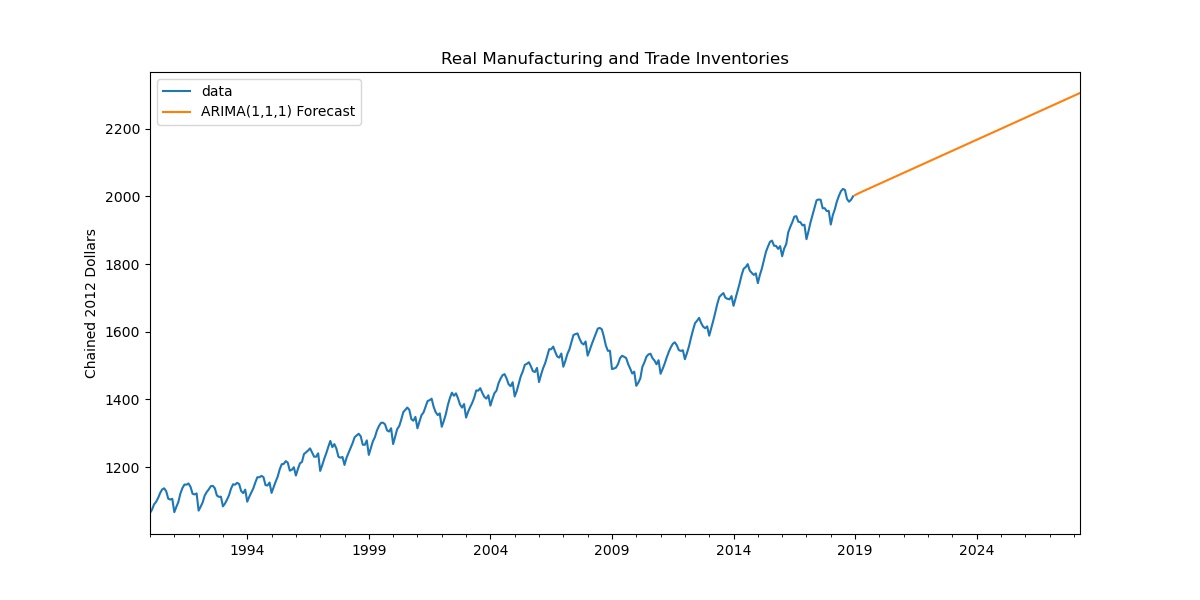 Real Manufacturing and Trade Inventories
data
ARIMA(1,1,1) Forecast
Chained 2012 Dollars
2200
2000
1800
1600
1400
1200
1994 1999 2004 2009 2014 2019 2024